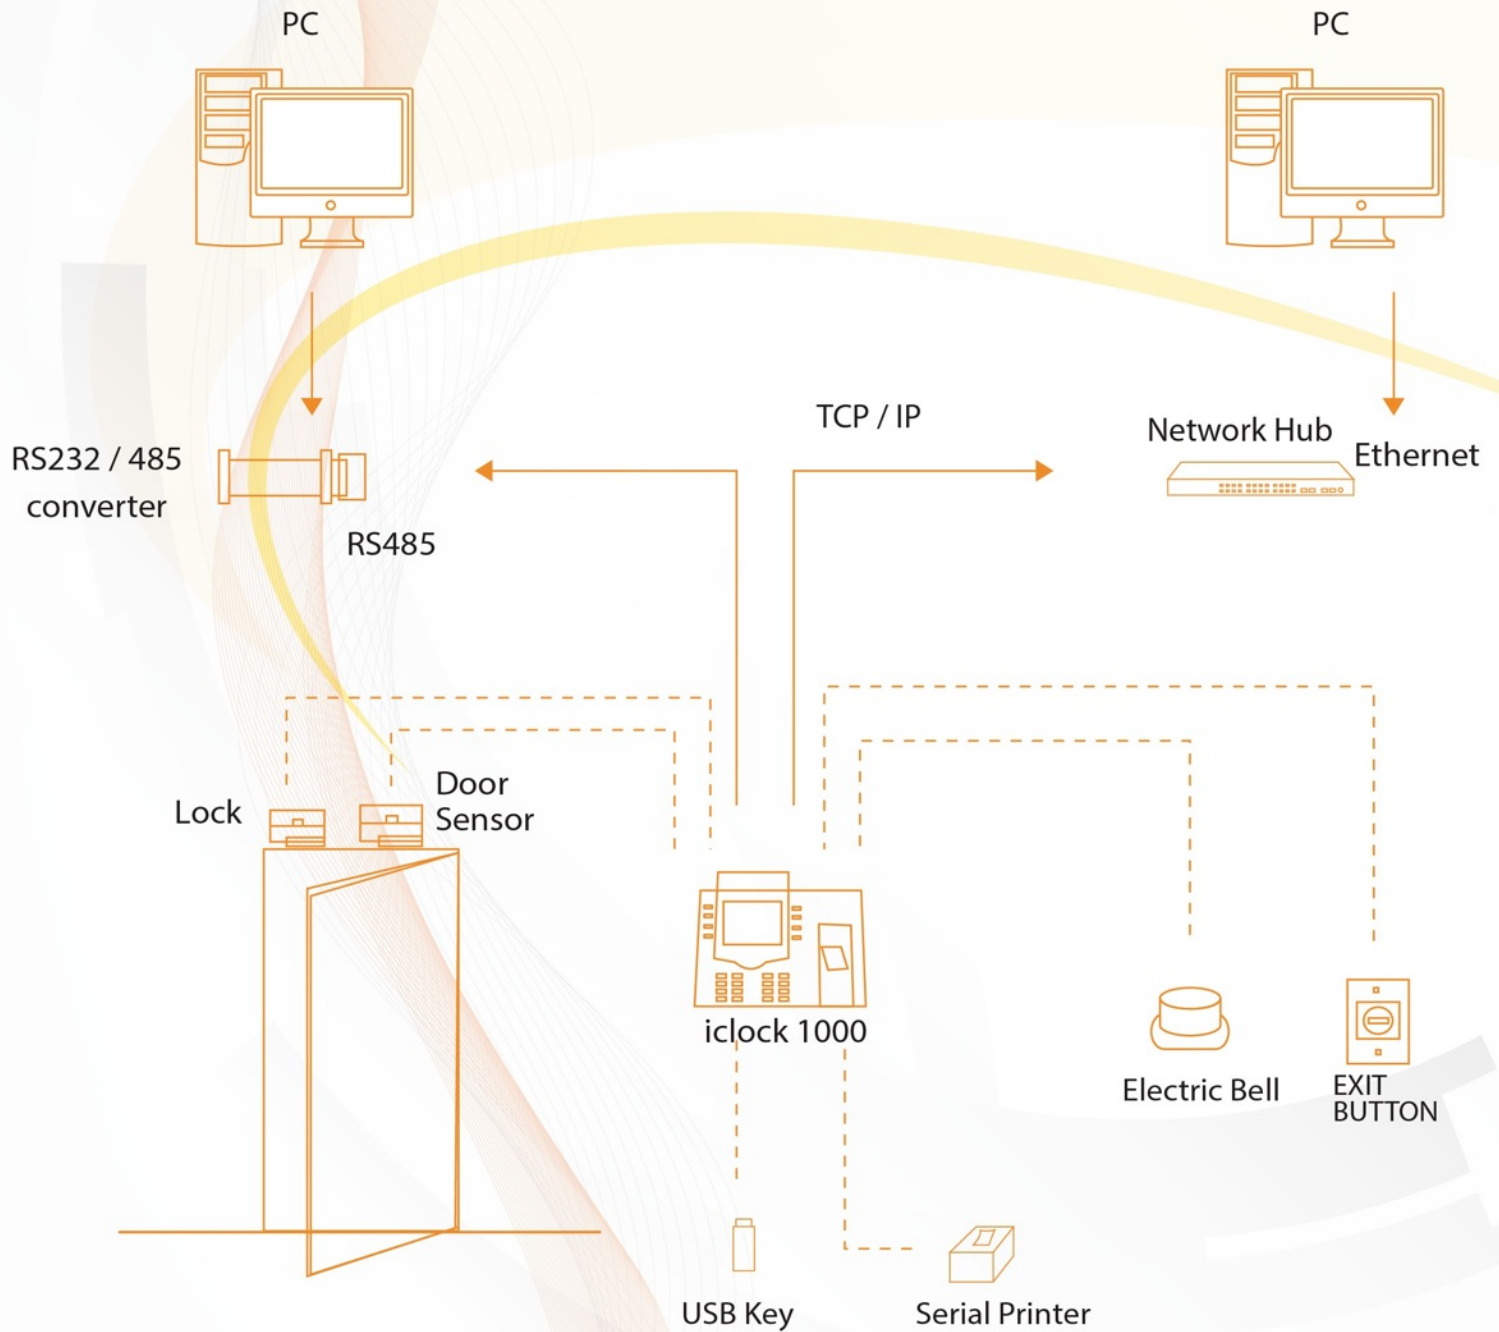 PC
PC
TCP / IP
Network Hub
Ethernet
RS232 / 485
converter
RS485
Door
Sensor
Lock
iclock 1000
Electric Bell
EXIT
BUTTON
USB Key
Serial Printer